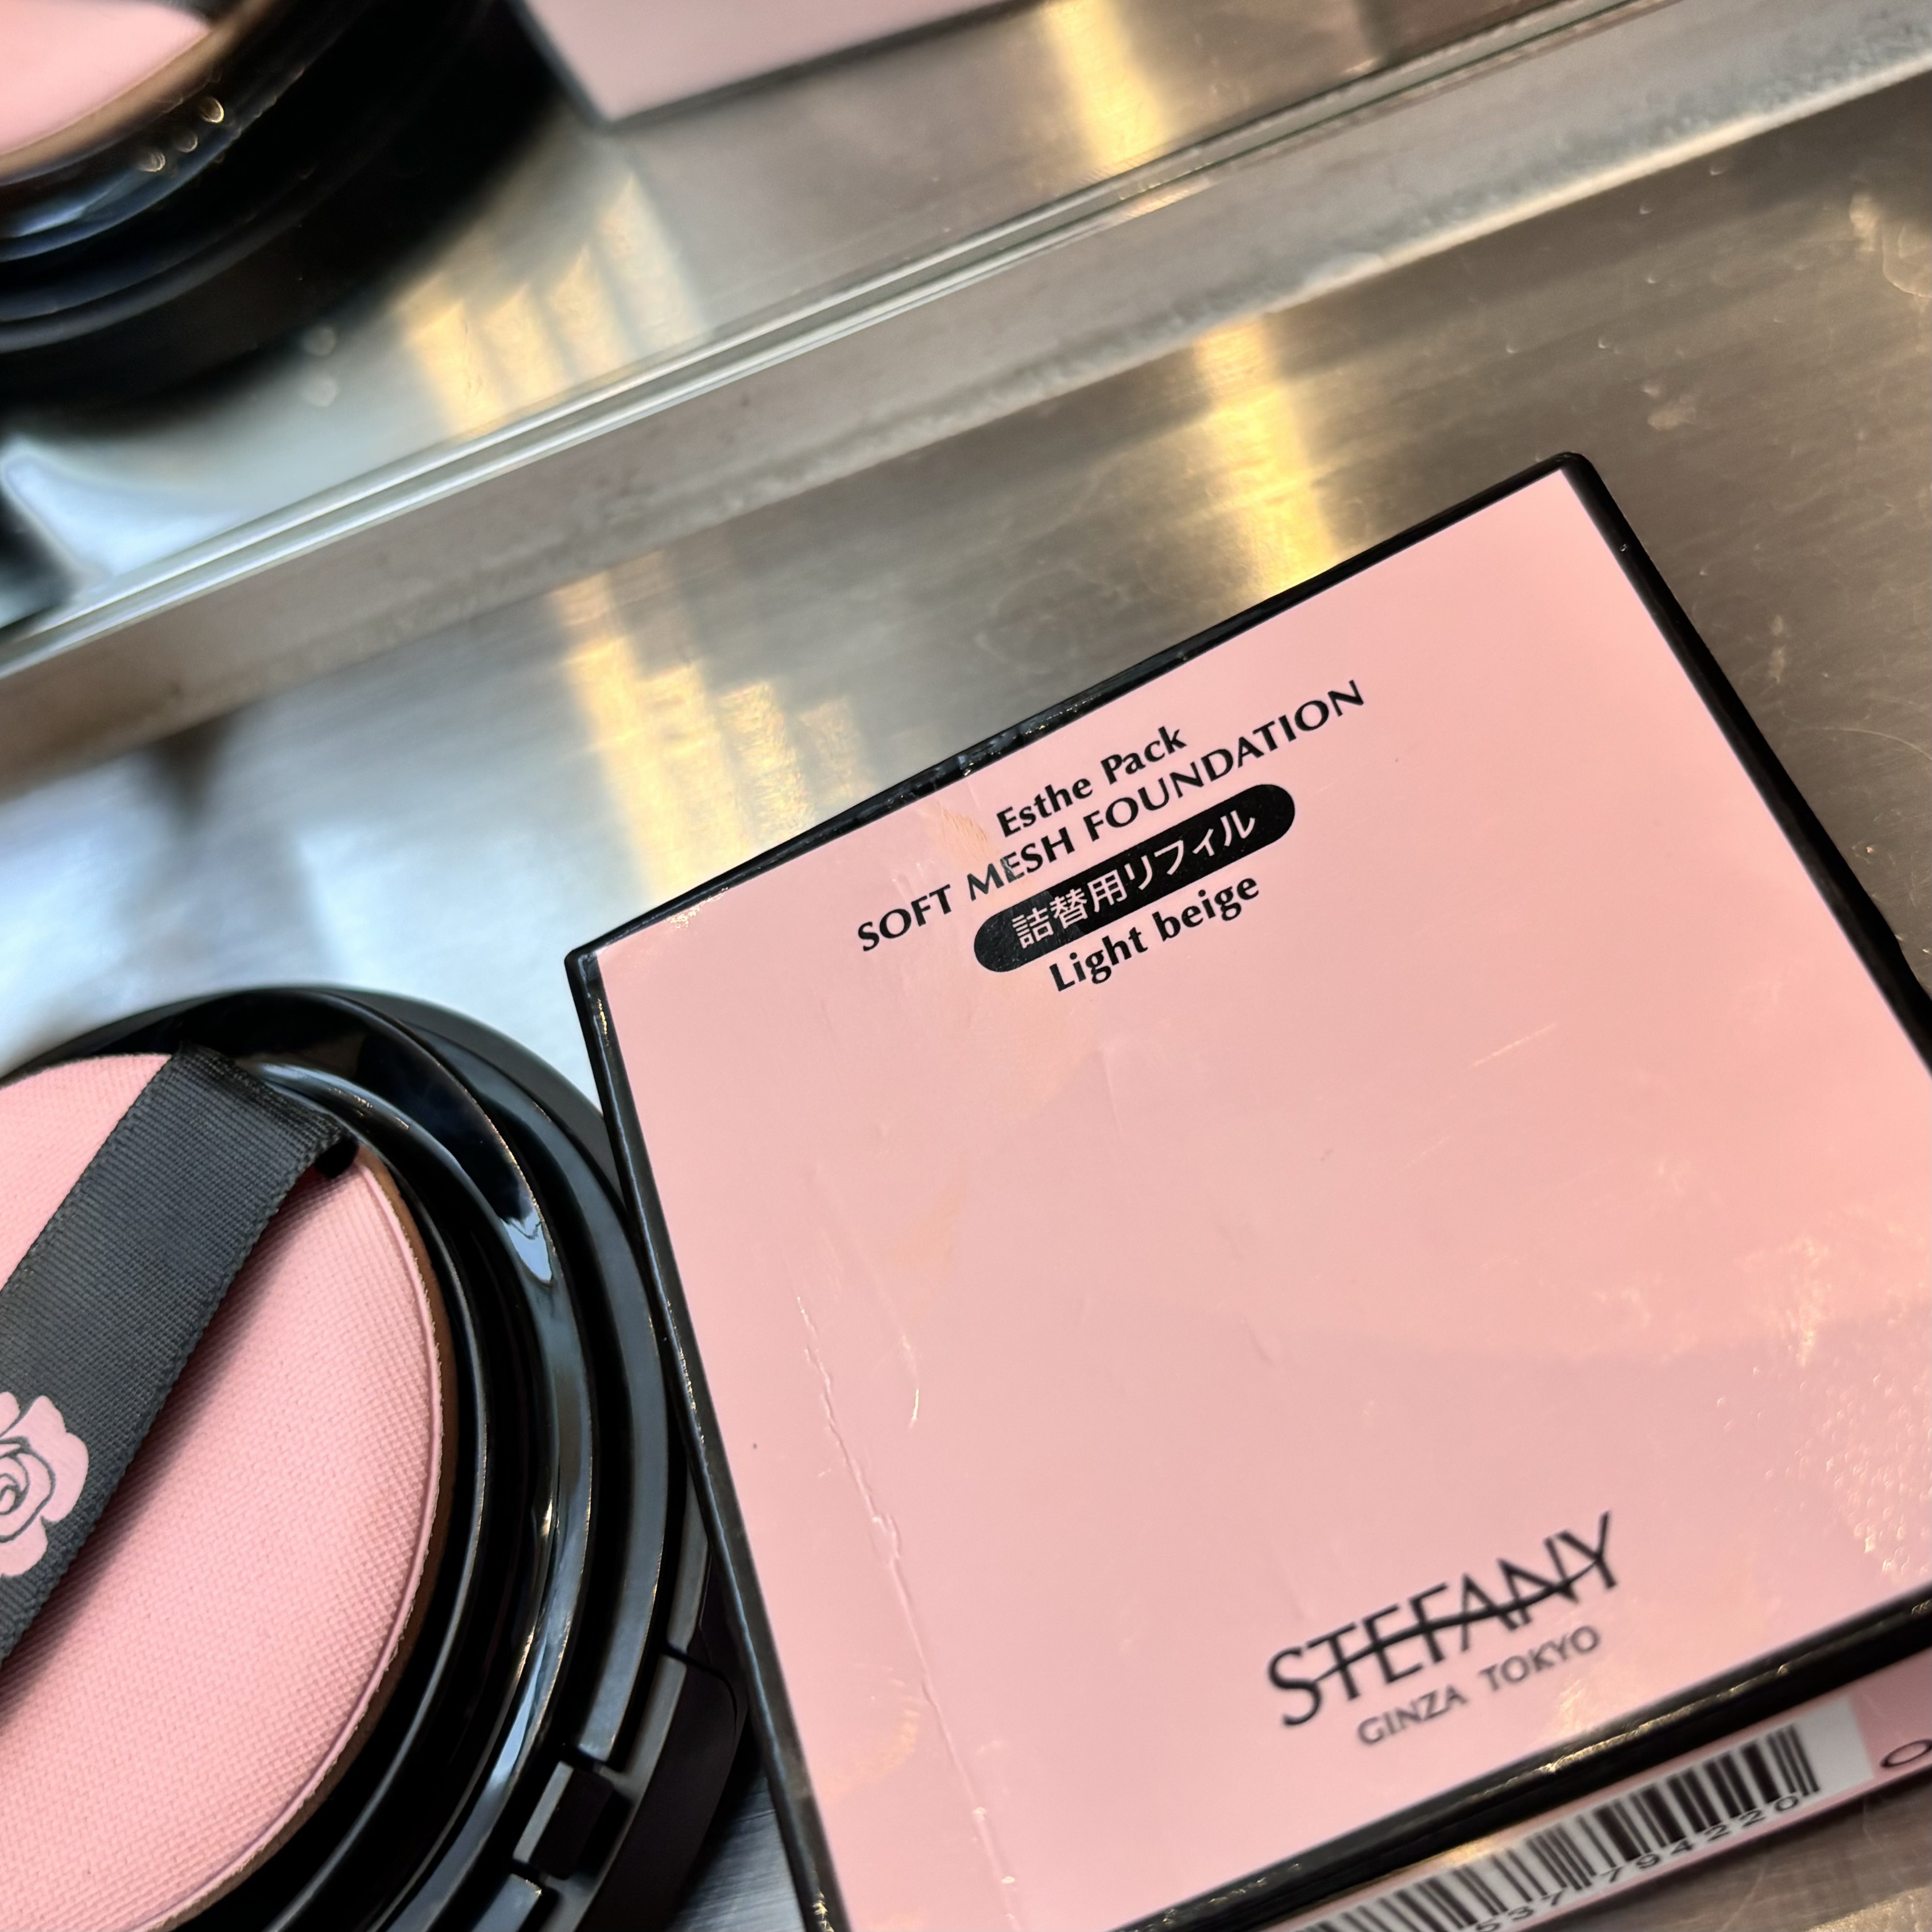 Esthe Pack
SOFT MESH FOUNDATION
詰替用リフィル
Light beige
STEFANY
GINZA TOKYO